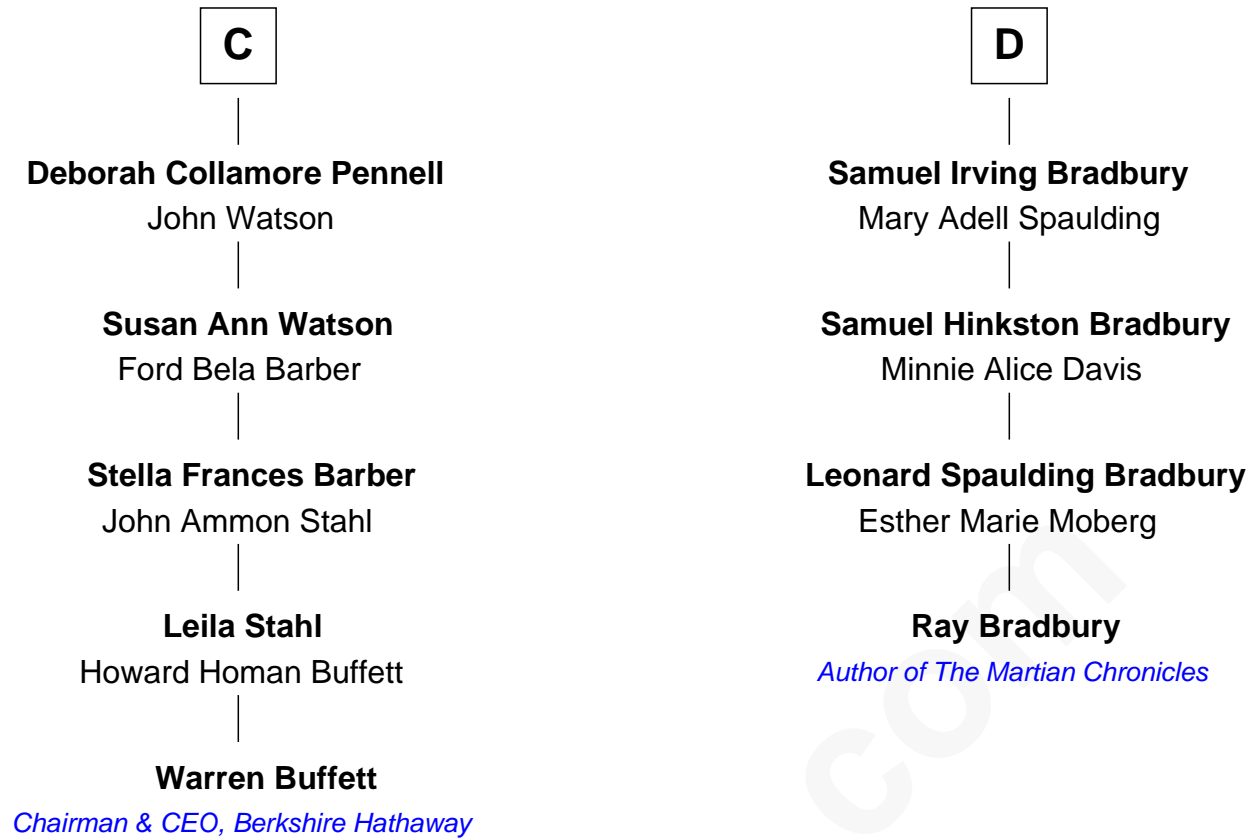 C
Deborah Collamore Pennell
John Watson
Susan Ann Watson
Ford Bela Barber
Stella Frances Barber
John Ammon Stahl
Leila Stahl
Howard Homan Buffett
Warren Buffett
Chairman & CEO, Berkshire Hathaway
D
Samuel Irving Bradbury
Mary Adell Spaulding
Samuel Hinkston Bradbury
Minnie Alice Davis
Leonard Spaulding Bradbury
Esther Marie Moberg
Ray Bradbury
Author of The Martian Chronicles
com